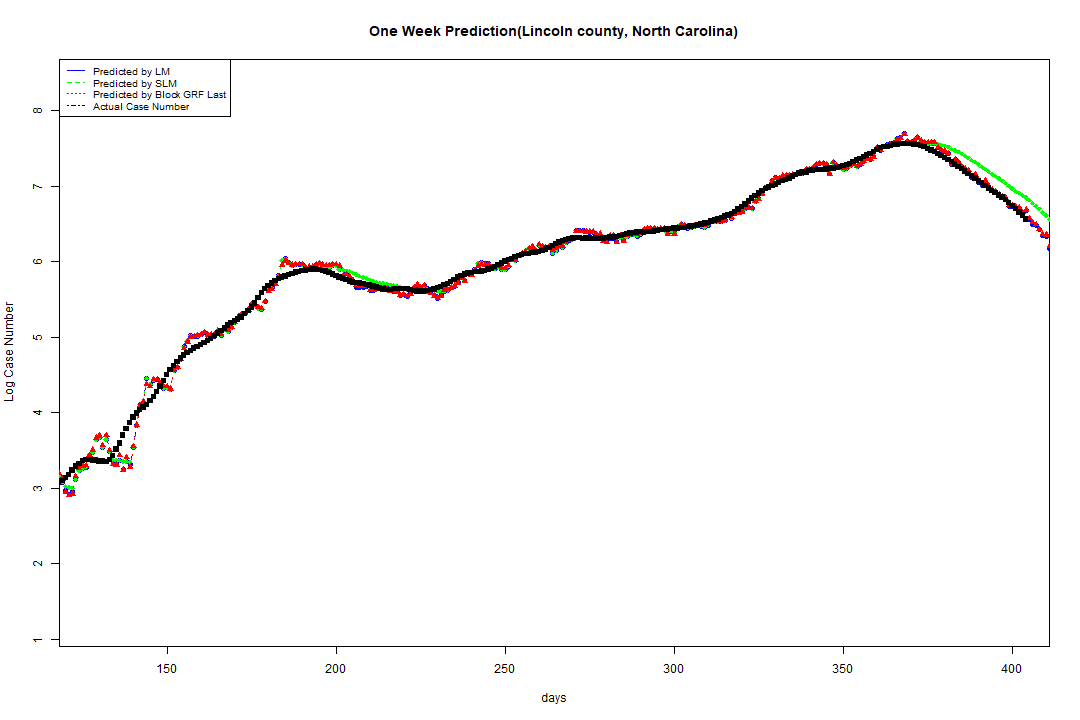 One Week Prediction(Lincoln county, North Carolina)
Predicted by LM
Predicted by SLM
Predicted by Block GRF Last
Actual Case Number
8
7
6
5
4
3
2
1
Log Case Number
150
200
250
300
350
400
days